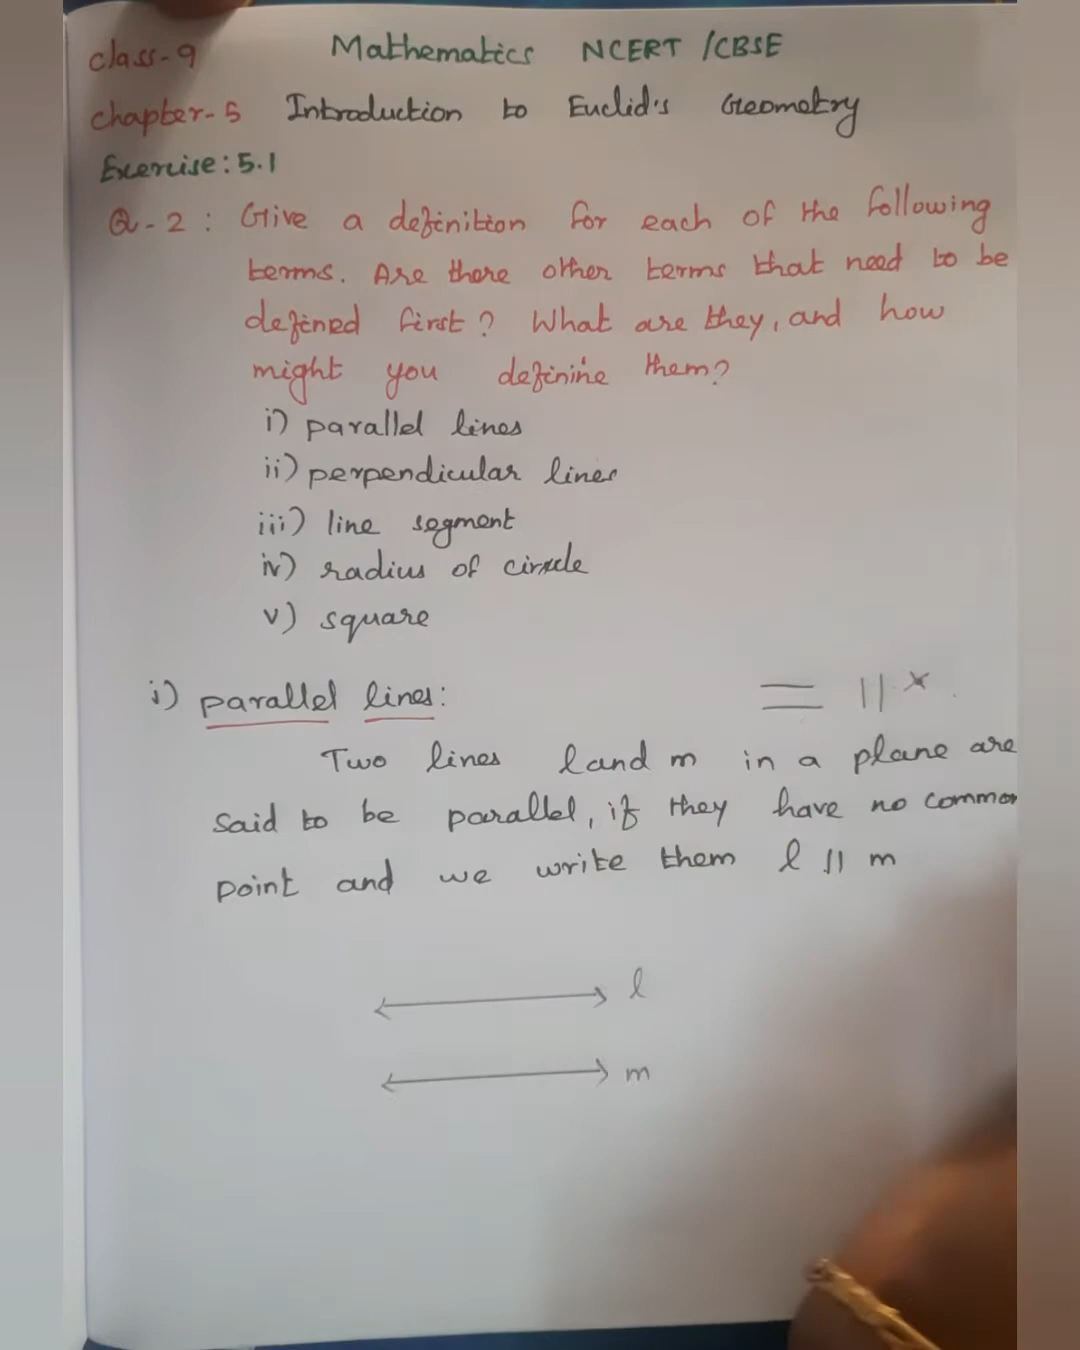 class-9 Mathematics NCERT /CBSE
chapter-5 Introduction to Euclid's Geometry
Exercise: 5.1
Q-2: Give a definition for each of the following
terms. Are there other terms that need to be
defined first? What are they, and how
might you definine them?
i) parallel lines
ii) perpendicular lines
iii) line segment
iv) radius of circle
v) square
i) parallel lines: = || x
Two lines l and m in a plane are
said to be parallel, if they have no common
point and we write them l || m
l
m